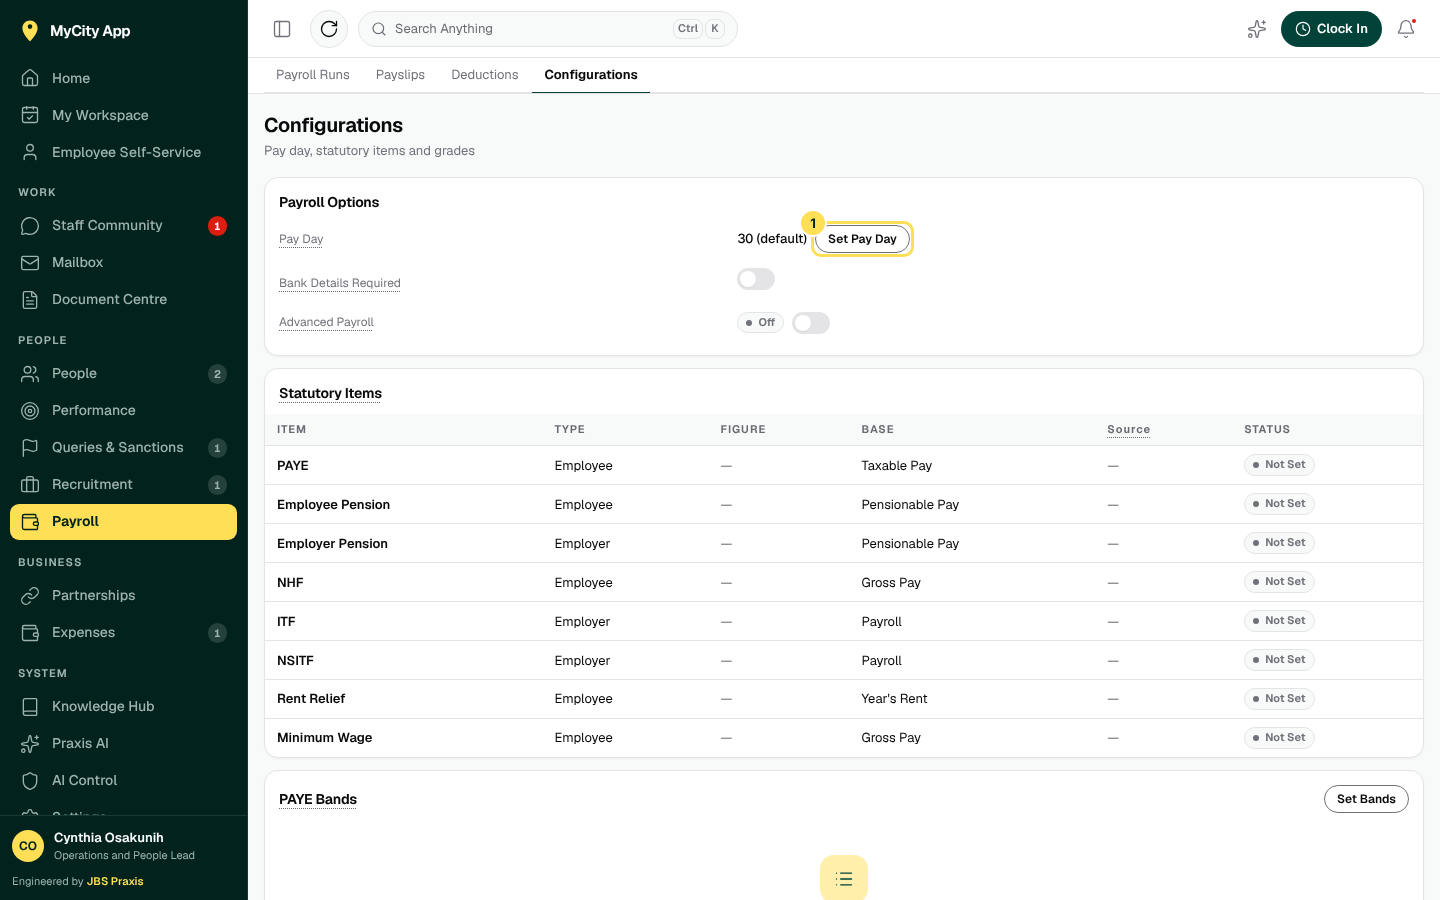 MyCity App
Home
My Workspace
Employee Self-Service
WORK
Staff Community 1
Mailbox
Document Centre
PEOPLE
People 2
Performance
Queries & Sanctions 1
Recruitment 1
Payroll
BUSINESS
Partnerships
Expenses 1
SYSTEM
Knowledge Hub
Praxis AI
AI Control
Settings
CO
Cynthia Osakunih
Operations and People Lead
Engineered by JBS Praxis
Search Anything Ctrl K
Clock In
Payroll Runs Payslips Deductions Configurations
Configurations
Pay day, statutory items and grades
Payroll Options
1
Pay Day 30 (default) Set Pay Day
Bank Details Required
Advanced Payroll Off
Statutory Items
ITEM TYPE FIGURE BASE Source STATUS
PAYE Employee — Taxable Pay — Not Set
Employee Pension Employee — Pensionable Pay — Not Set
Employer Pension Employer — Pensionable Pay — Not Set
NHF Employee — Gross Pay — Not Set
ITF Employer — Payroll — Not Set
NSITF Employer — Payroll — Not Set
Rent Relief Employee — Year's Rent — Not Set
Minimum Wage Employee — Gross Pay — Not Set
PAYE Bands Set Bands